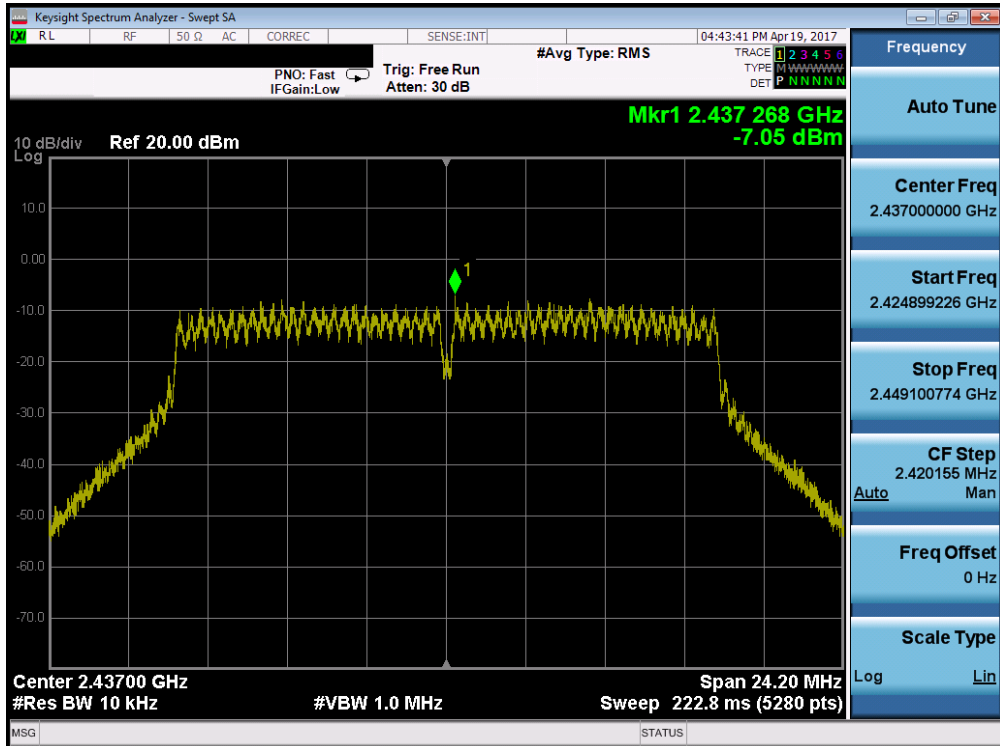 Keysight Spectrum Analyzer - Swept SA
LXI RL RF 50 Ω AC CORREC SENSE:INT 04:43:41 PM Apr 19, 2017
#Avg Type: RMS TRACE 1 2 3 4 5 6
PNO: Fast Trig: Free Run TYPE M WWWWW
IFGain:Low Atten: 30 dB DET P N N N N N
Mkr1 2.437 268 GHz
-7.05 dBm
10 dB/div Ref 20.00 dBm
Log
10.0
0.00
1
-10.0
-20.0
-30.0
-40.0
-50.0
-60.0
-70.0
Center 2.43700 GHz Span 24.20 MHz
#Res BW 10 kHz #VBW 1.0 MHz Sweep 222.8 ms (5280 pts)
MSG STATUS
Frequency
Auto Tune
Center Freq
2.437000000 GHz
Start Freq
2.424899226 GHz
Stop Freq
2.449100774 GHz
CF Step
2.420155 MHz
Auto Man
Freq Offset
0 Hz
Scale Type
Log Lin